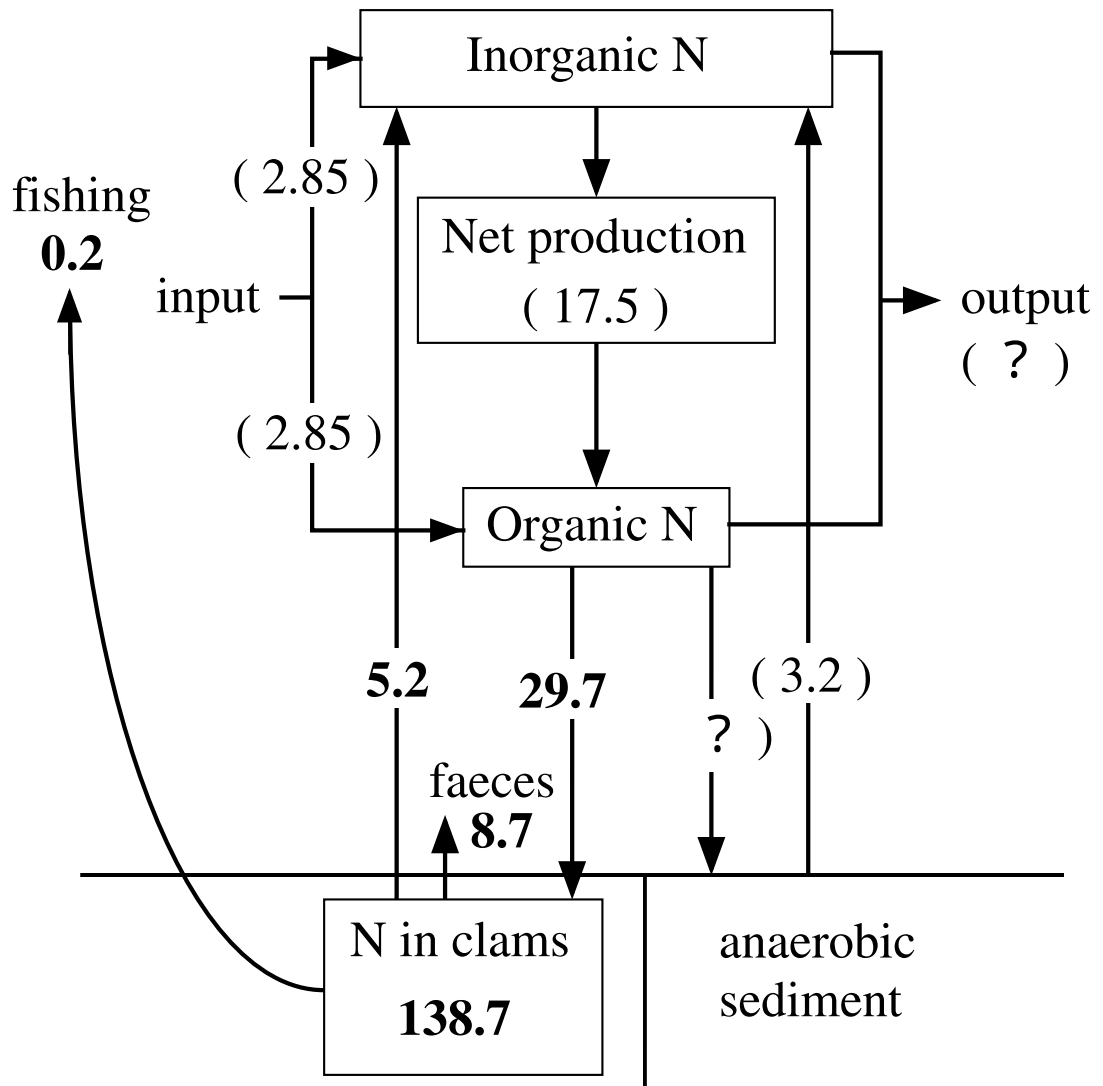 Inorganic N
( 2.85 )
fishing
0.2
Net production
( 17.5 )
input
output
( ? )
( 2.85 )
Organic N
5.2
29.7
( 3.2 )
? )
faeces
8.7
N in clams
138.7
anaerobic
sediment